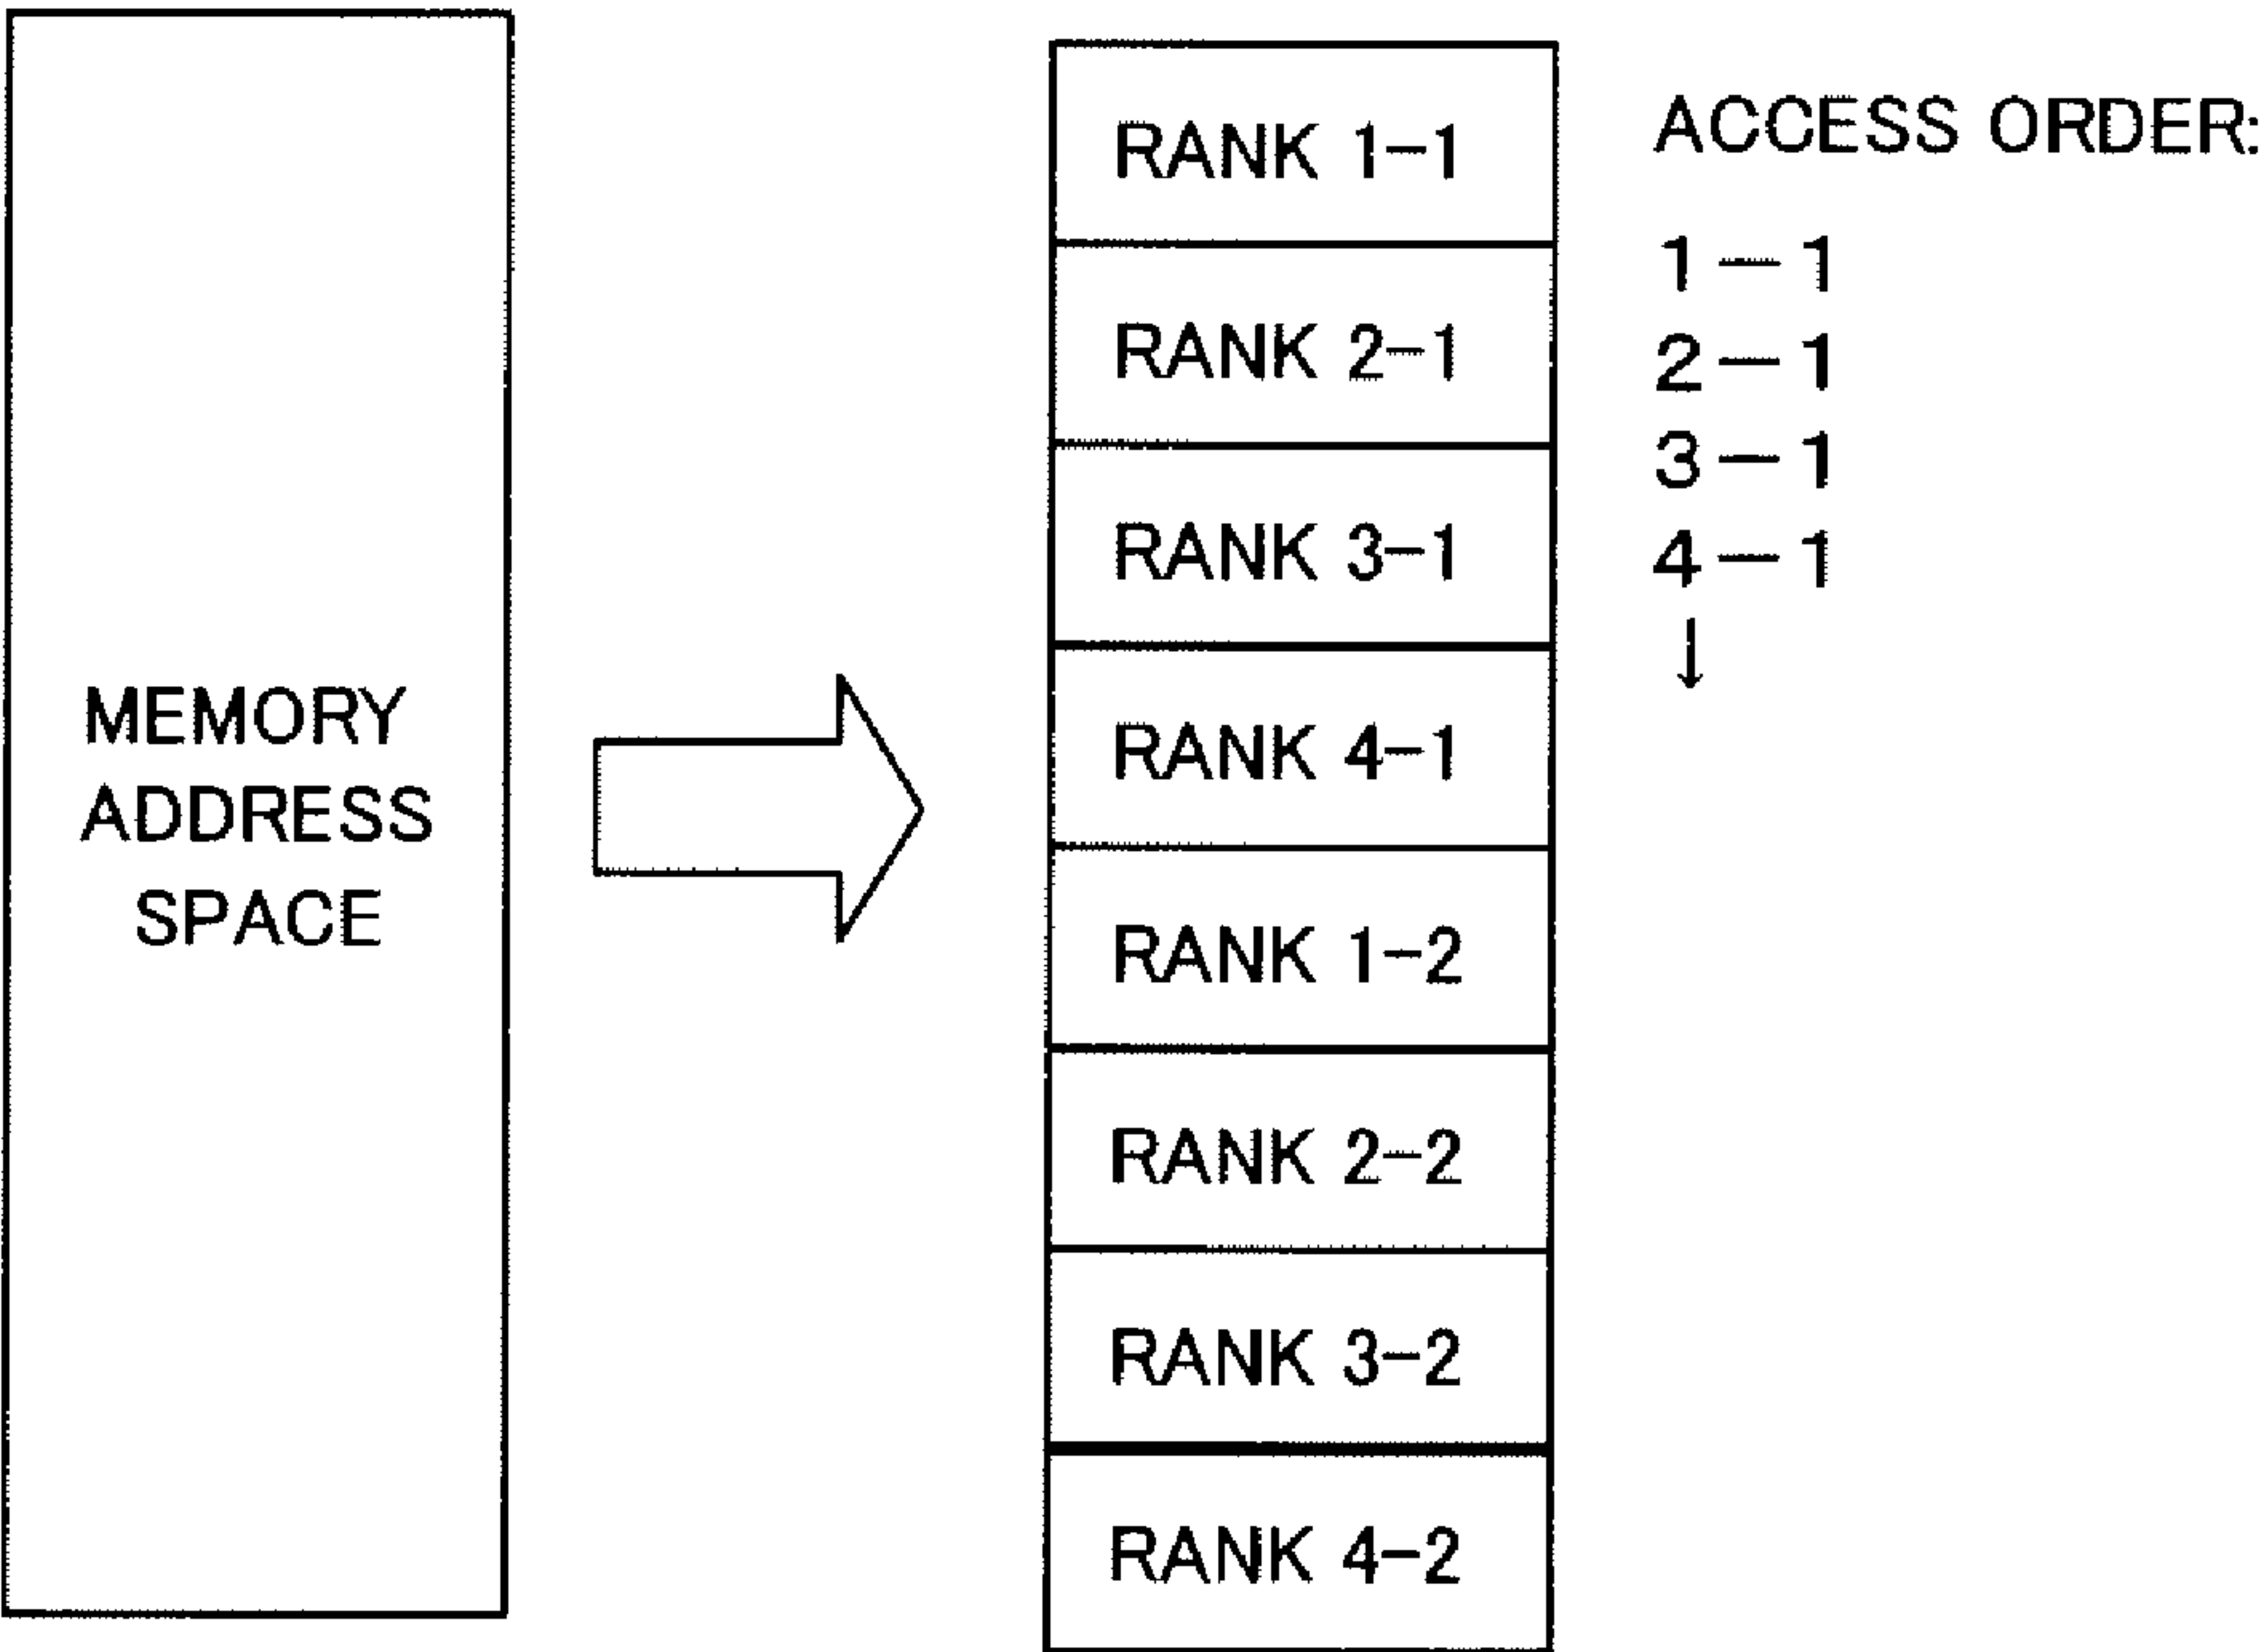 MEMORY
ADDRESS
SPACE
RANK 1-1
RANK 2-1
RANK 3-1
RANK 4-1
RANK 1-2
RANK 2-2
RANK 3-2
RANK 4-2
ACCESS ORDER:
1-1
2-1
3-1
4-1
↓